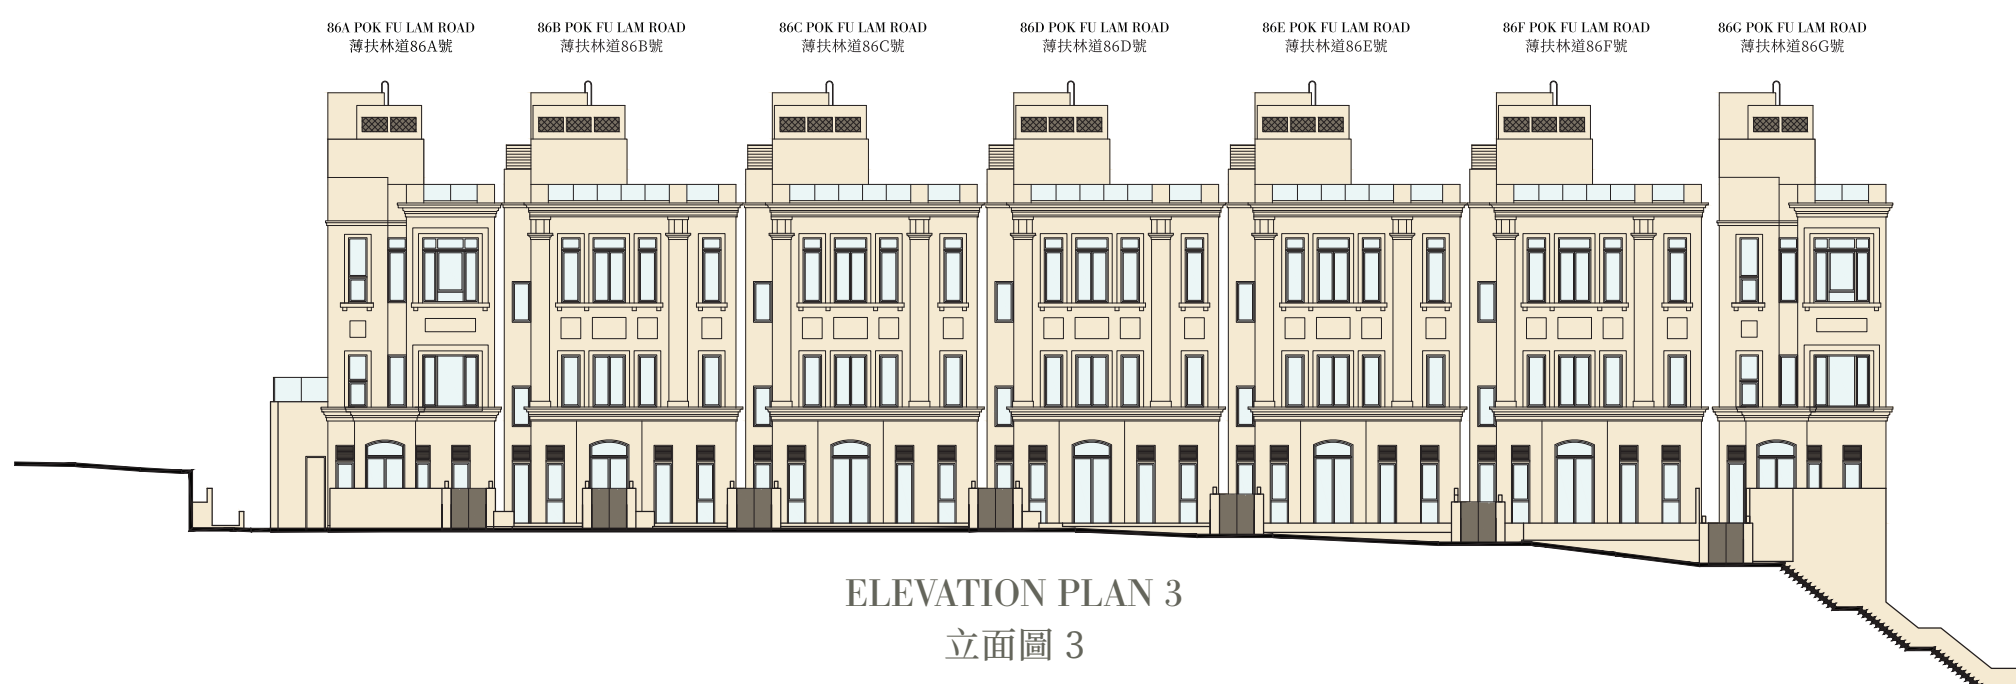 86A POK FU LAM ROAD
薄扶林道86A號
86B POK FU LAM ROAD
薄扶林道86B號
86C POK FU LAM ROAD
薄扶林道86C號
86D POK FU LAM ROAD
薄扶林道86D號
86E POK FU LAM ROAD
薄扶林道86E號
86F POK FU LAM ROAD
薄扶林道86F號
86G POK FU LAM ROAD
薄扶林道86G號
ELEVATION PLAN 3
立面圖 3